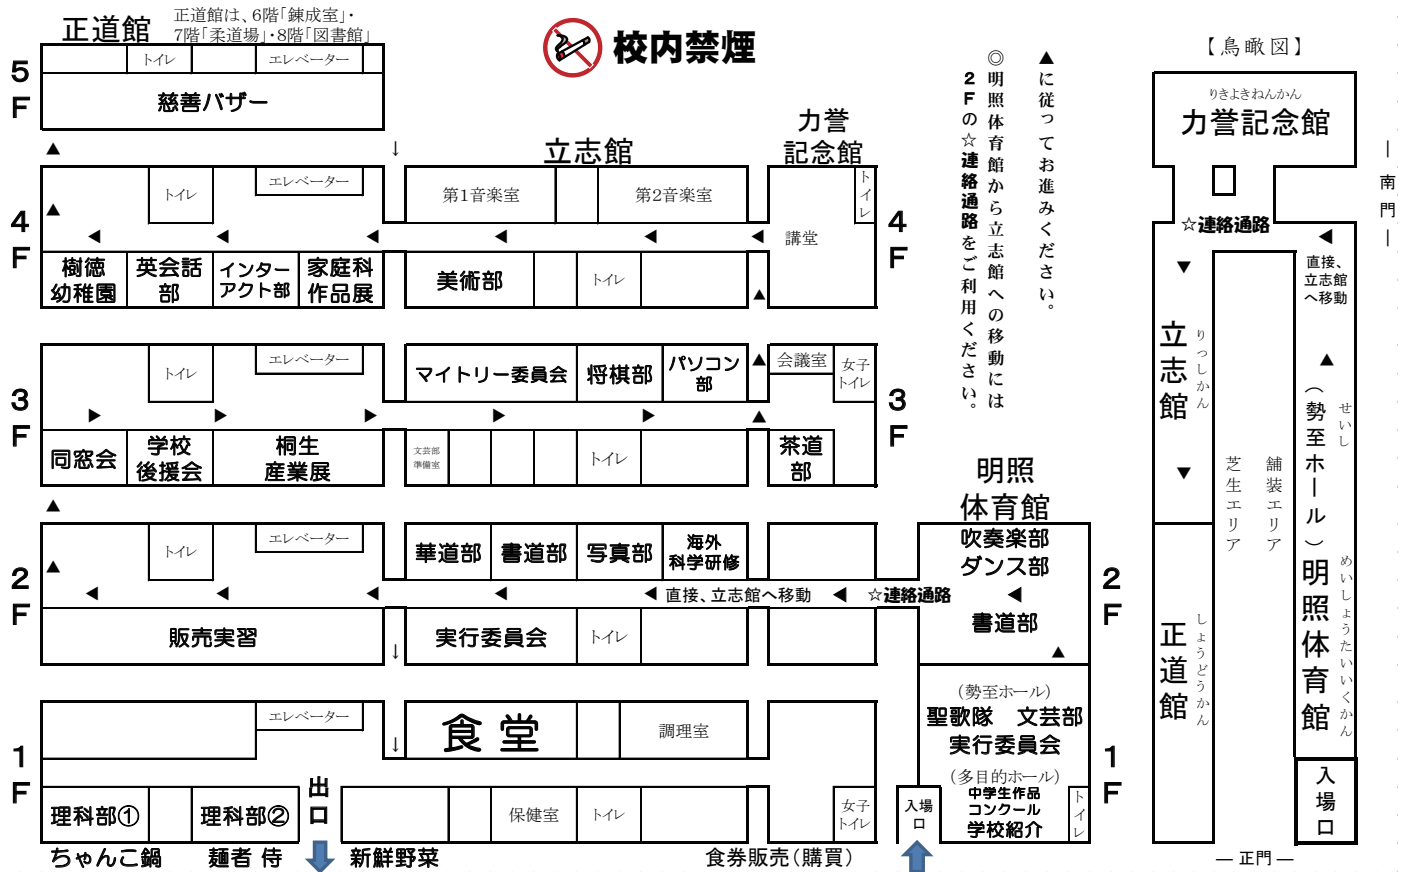 正道館
正道館は、6階「錬成室」・
7階「柔道場」・8階「図書館」
校内禁煙
▲に従ってお進みください。
◎明照体育館から立志館への移動には
2Fの☆連絡通路をご利用ください。
【鳥瞰図】
5F
トイレ
エレベーター
慈善バザー
立志館
力誉
記念館
4F
トイレ
エレベーター
第1音楽室
第2音楽室
トイレ
講堂
4F
樹徳
幼稚園
英会話
部
インター
アクト部
家庭科
作品展
美術部
トイレ
3F
トイレ
エレベーター
マイトリー委員会
将棋部
パソコン
部
会議室
女子
トイレ
3F
同窓会
学校
後援会
桐生
産業展
文芸部
準備室
トイレ
茶道
部
明照
体育館
2F
トイレ
エレベーター
華道部
書道部
写真部
海外
科学研修
吹奏楽部
ダンス部
直接、立志館へ移動
☆連絡通路
書道部
2F
販売実習
実行委員会
トイレ
1F
エレベーター
食堂
調理室
(勢至ホール)
聖歌隊 文芸部
実行委員会
(多目的ホール)
中学生作品
コンクール
学校紹介
トイレ
1F
理科部①
理科部②
出口
保健室
トイレ
女子
トイレ
入場
口
ちゃんこ鍋
麺者 侍
新鮮野菜
食券販売(購買)
りきよきねんかん
力誉記念館
―南門―
☆連絡通路
直接、
立志館
へ移動
立志館
りっしかん
正道館
しょうどうかん
芝生エリア
舗装エリア
(勢至ホール)明照体育館
せいし
めいしょうたいいくかん
入場口
― 正門 ―